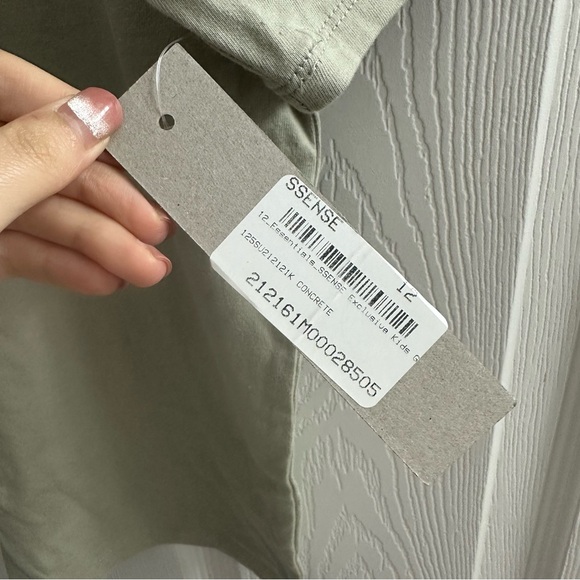 SSENSE
12
12_Essentials_SSENSE Exclusive Kids G
125SU212121K CONCRETE
212161M00028505